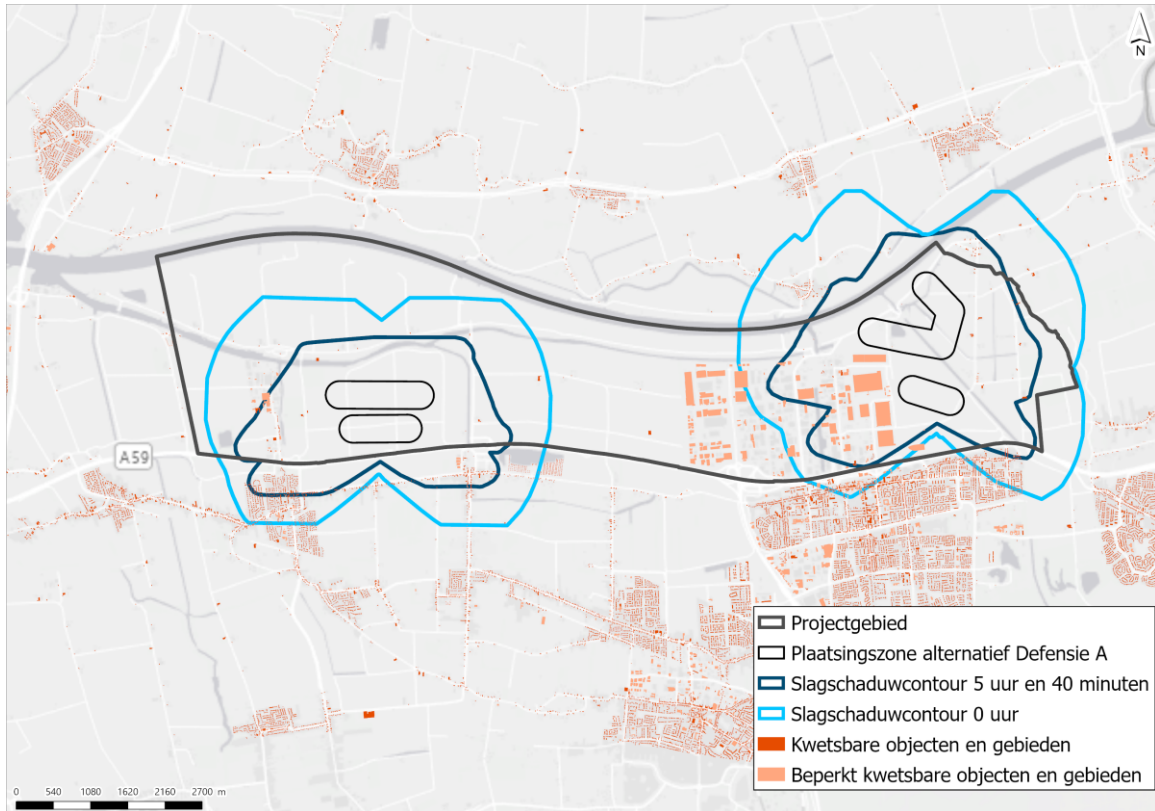 N
A59
Projectgebied
Plaatsingszone alternatief Defensie A
Slagschaduwcontour 5 uur en 40 minuten
Slagschaduwcontour 0 uur
Kwetsbare objecten en gebieden
Beperkt kwetsbare objecten en gebieden
0 540 1080 1620 2160 2700 m